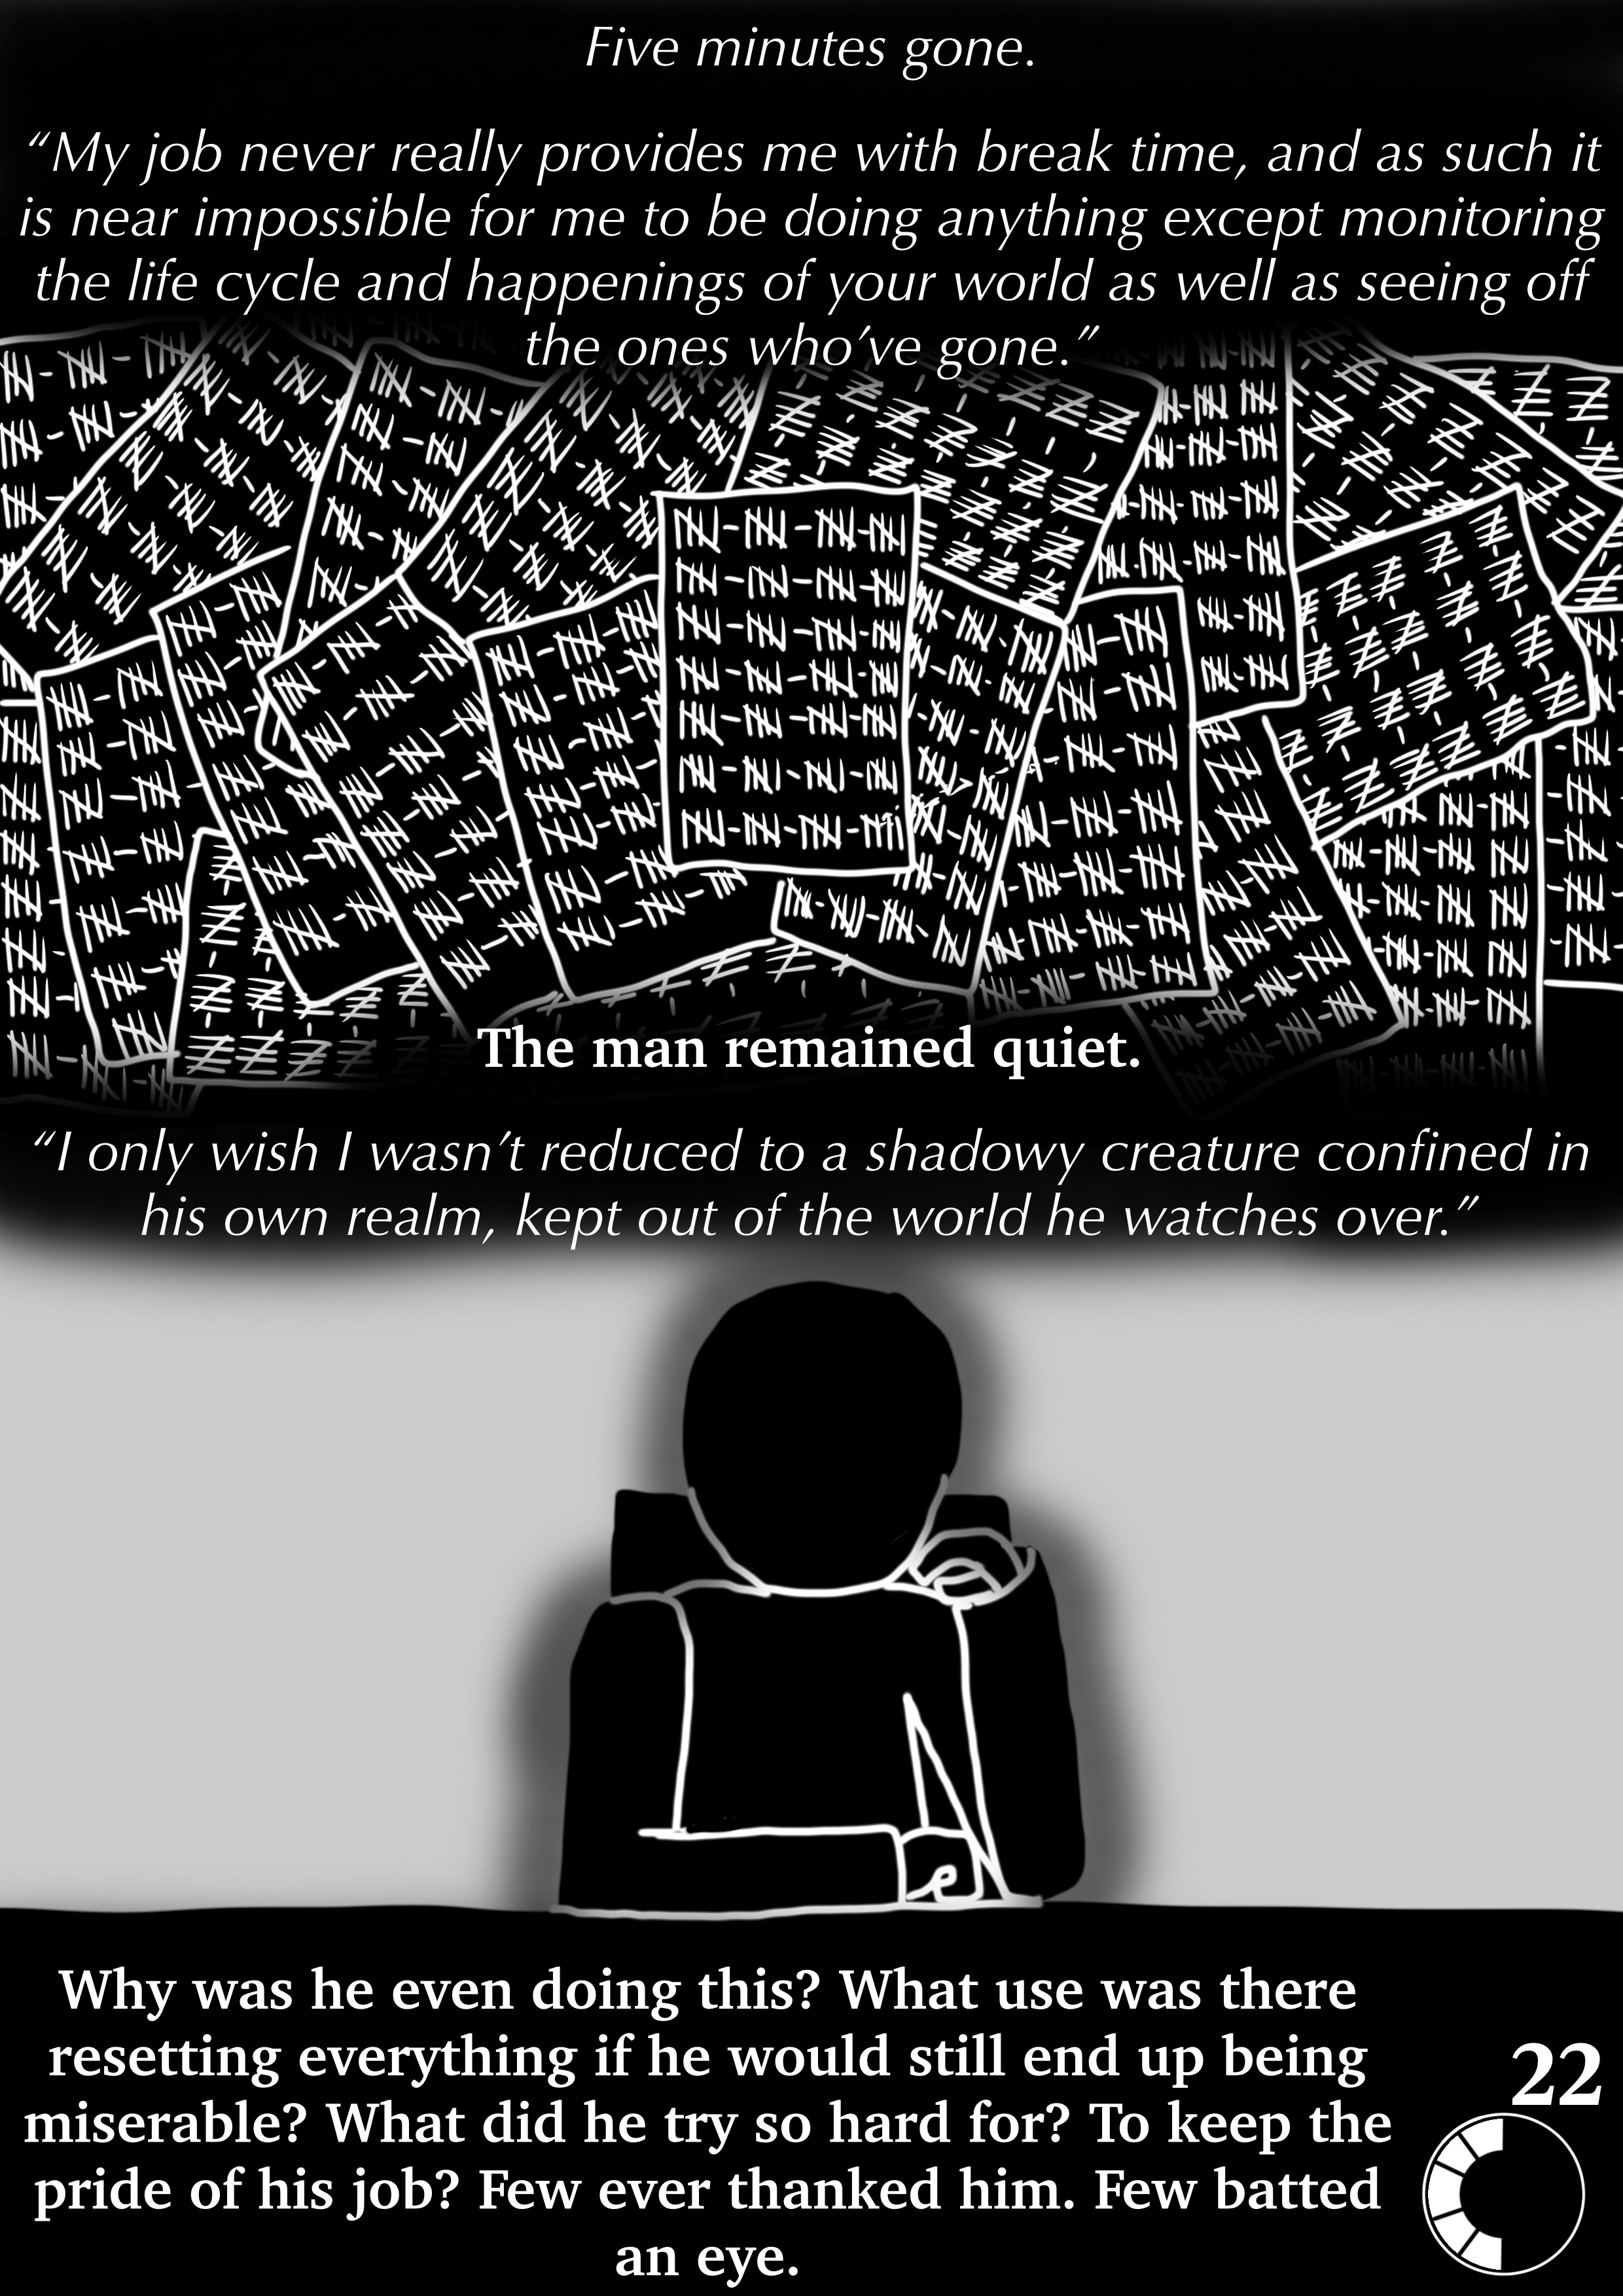 Five minutes gone.
“My job never really provides me with break time, and as such it
is near impossible for me to be doing anything except monitoring
the life cycle and happenings of your world as well as seeing off
the ones who’ve gone.”
The man remained quiet.
“I only wish I wasn’t reduced to a shadowy creature confined in
his own realm, kept out of the world he watches over.”
Why was he even doing this? What use was there
resetting everything if he would still end up being
miserable? What did he try so hard for? To keep the
pride of his job? Few ever thanked him. Few batted
an eye.
22